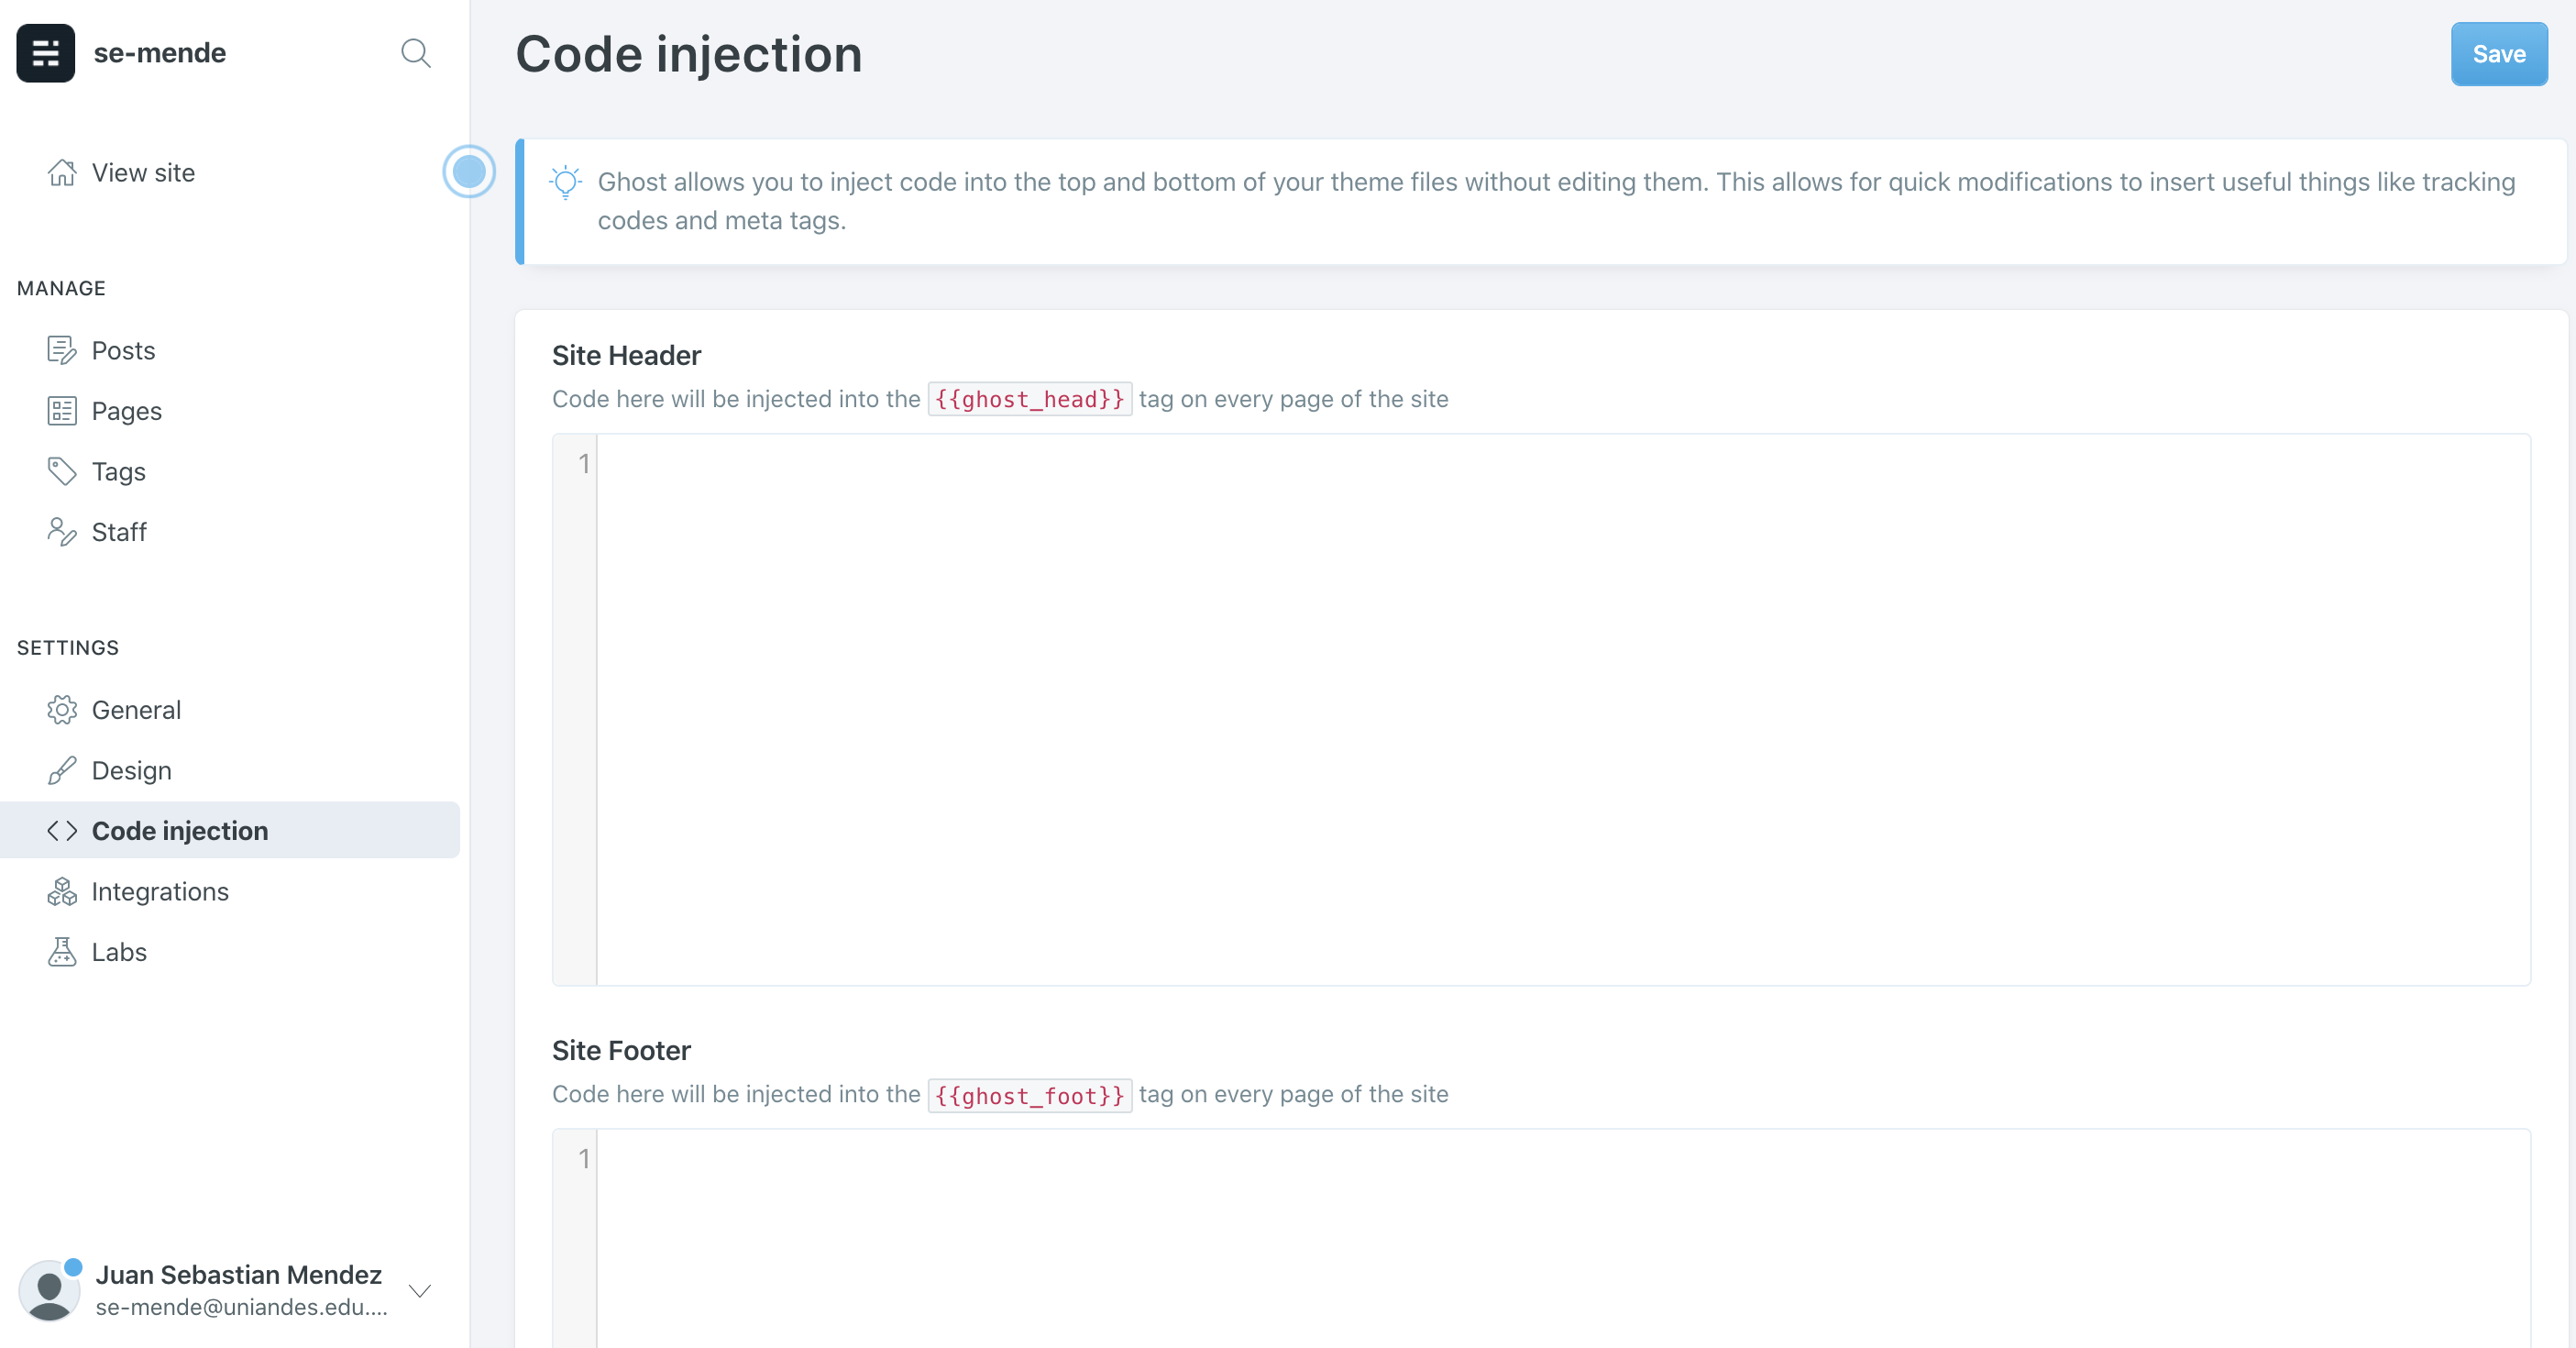 se-mende
View site
MANAGE
Posts
Pages
Tags
Staff
SETTINGS
General
Design
Code injection
Integrations
Labs
Juan Sebastian Mendez
se-mende@uniandes.edu....
Code injection
Save
Ghost allows you to inject code into the top and bottom of your theme files without editing them. This allows for quick modifications to insert useful things like tracking
codes and meta tags.
Site Header
Code here will be injected into the {{ghost_head}} tag on every page of the site
1
Site Footer
Code here will be injected into the {{ghost_foot}} tag on every page of the site
1